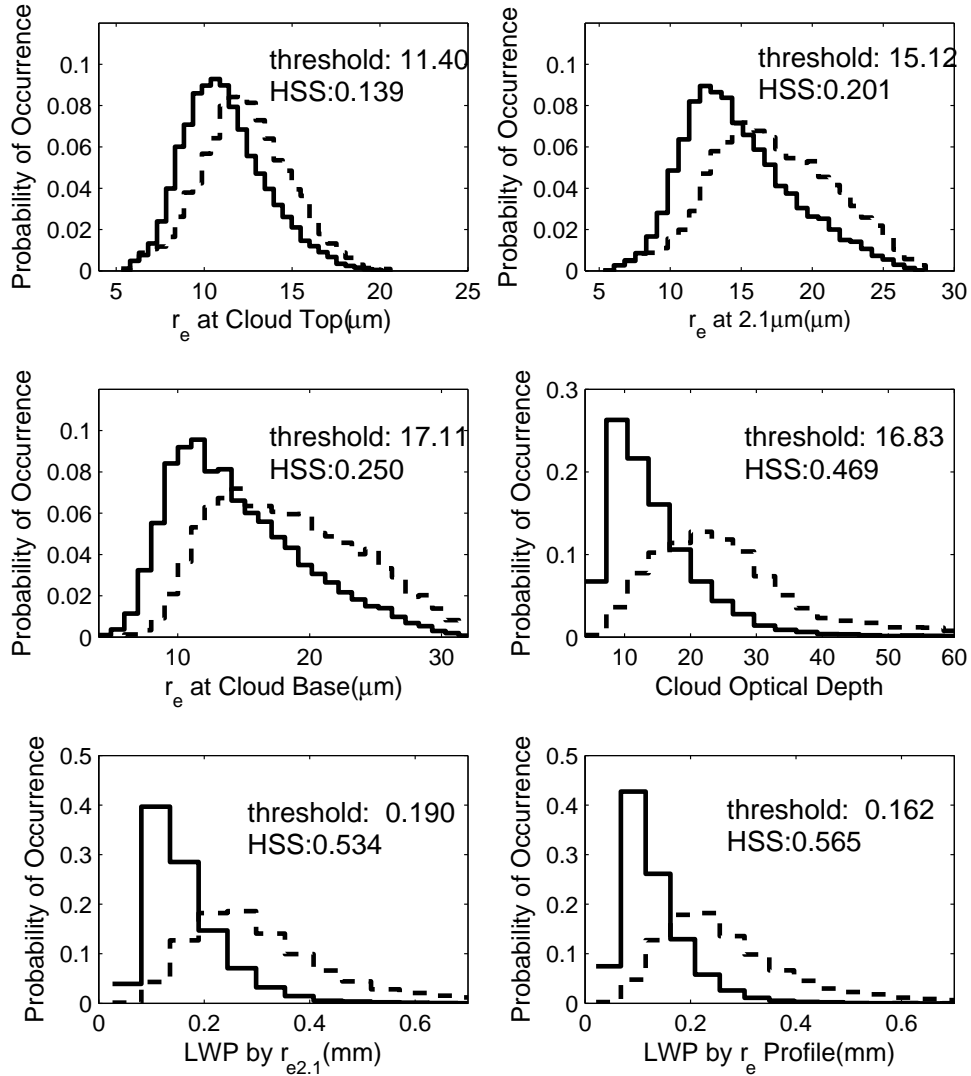 threshold: 11.40
HSS:0.139
Probability of Occurrence
0.1
0.08
0.06
0.04
0.02
0
5 10 15 20 25
r_e at Cloud Top(μm)
threshold: 15.12
HSS:0.201
Probability of Occurrence
0.1
0.08
0.06
0.04
0.02
0
5 10 15 20 25 30
r_e at 2.1μm(μm)
threshold: 17.11
HSS:0.250
Probability of Occurrence
0.1
0.08
0.06
0.04
0.02
0
10 20 30
r_e at Cloud Base(μm)
threshold: 16.83
HSS:0.469
Probability of Occurrence
0.3
0.2
0.1
0
10 20 30 40 50 60
Cloud Optical Depth
threshold: 0.190
HSS:0.534
Probability of Occurrence
0.5
0.4
0.3
0.2
0.1
0
0 0.2 0.4 0.6
LWP by r_e2.1(mm)
threshold: 0.162
HSS:0.565
Probability of Occurrence
0.5
0.4
0.3
0.2
0.1
0
0 0.2 0.4 0.6
LWP by r_e Profile(mm)